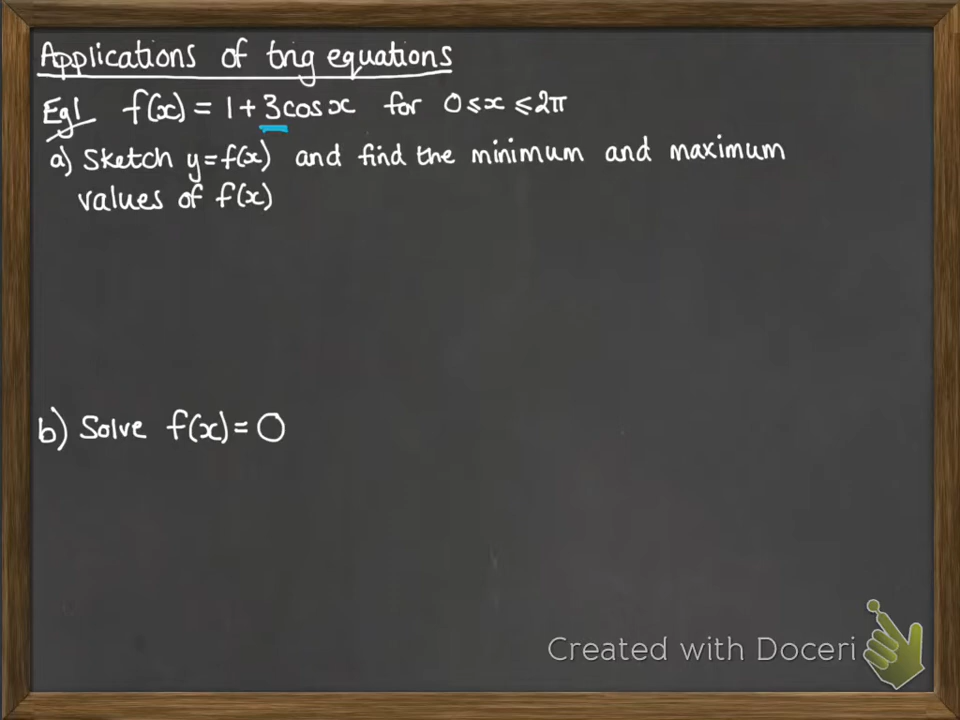 Applications of trig equations
Eg1 f(x) = 1 + 3cosx for 0 ⩽ x ⩽ 2π
a) Sketch y = f(x) and find the minimum and maximum
values of f(x)
b) Solve f(x) = 0
Created with Doceri